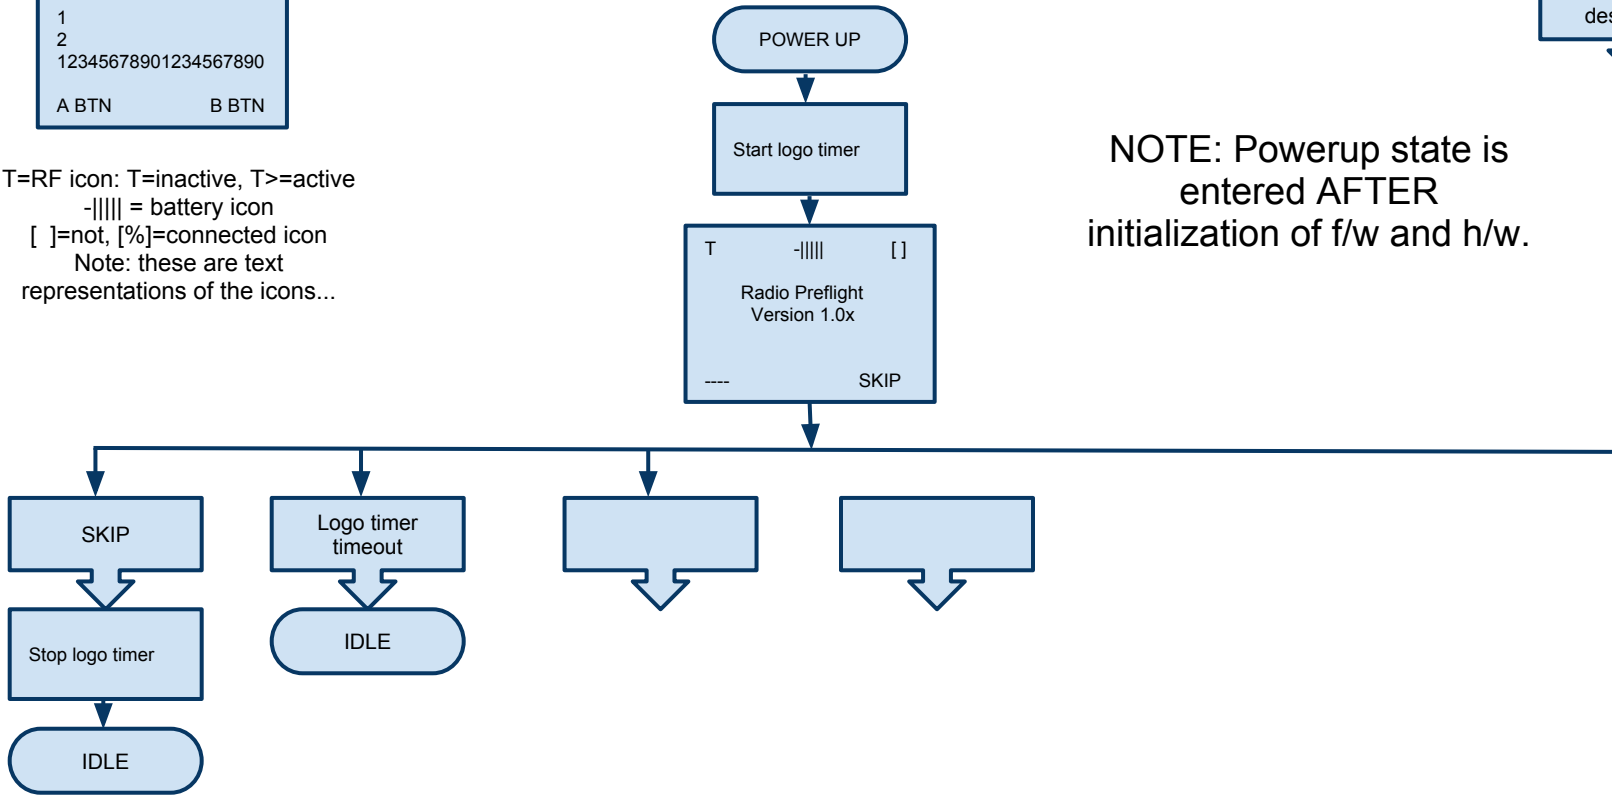 1
2
12345678901234567890
A BTN B BTN
T=RF icon: T=inactive, T>=active
-||||| = battery icon
[ ]=not, [%]=connected icon
Note: these are text
representations of the icons...
POWER UP
Start logo timer
T -||||| [ ]
Radio Preflight
Version 1.0x
---- SKIP
NOTE: Powerup state is
entered AFTER
initialization of f/w and h/w.
SKIP
Stop logo timer
IDLE
Logo timer
timeout
IDLE